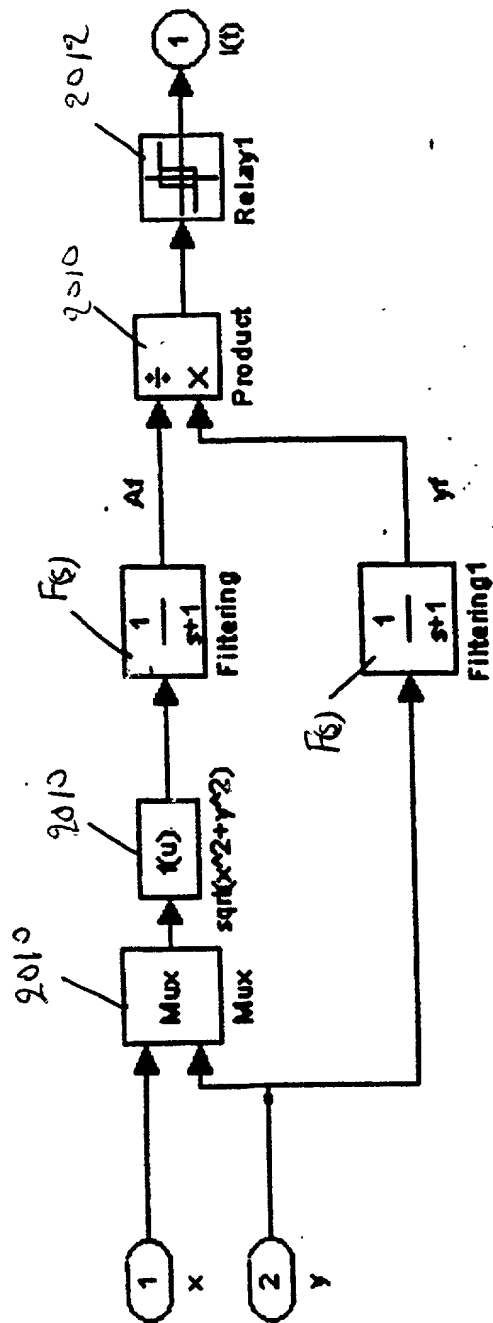 1
x
2
y
2010
Mux
Mux
2010
f(u)
sqrt(x^2+y^2)
F(s)
1
s+1
Filtering
Af
F(s)
1
s+1
Filtering1
yf
2010
÷
X
Product
2012
Relay1
1
l(t)